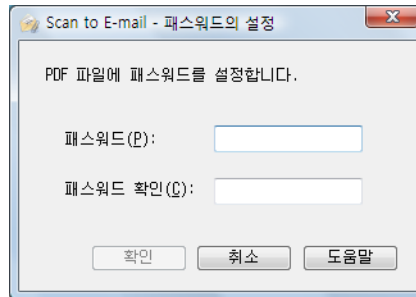 Scan to E-mail - 패스워드의 설정
PDF 파일에 패스워드를 설정합니다.
패스워드(P):
패스워드 확인(C):
확인 취소 도움말